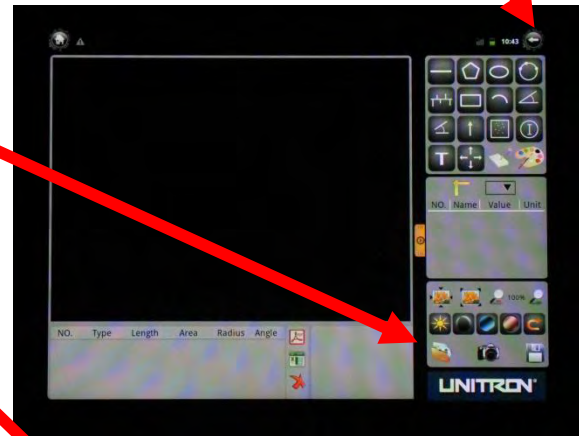 10:43
T
NO. Name Value Unit
100%
NO. Type Length Area Radius Angle
UNITRON